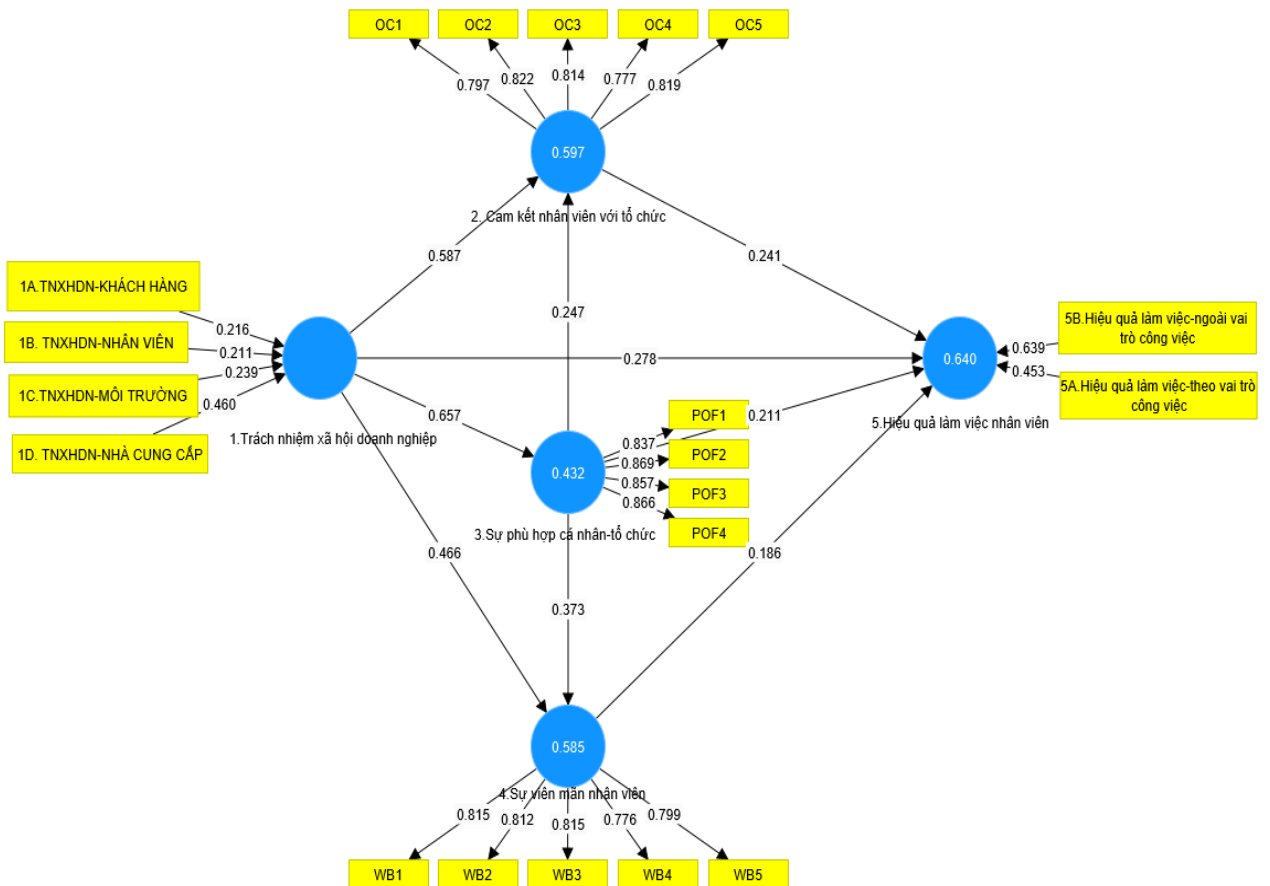 OC1 OC2 OC3 OC4 OC5
0.797 0.822 0.814 0.777 0.819
0.597
2. Cam kết nhân viên với tổ chức
0.587
0.241
0.247
1A.TNXHDN-KHÁCH HÀNG
0.216
1B. TNXHDN-NHÂN VIÊN
0.211
1C.TNXHDN-MÔI TRƯỜNG
0.239
1D. TNXHDN-NHÀ CUNG CẤP
0.460
1.Trách nhiệm xã hội doanh nghiệp
0.278
0.657
0.640
5B.Hiệu quả làm việc-ngoài vai
trò công việc
0.639
5A.Hiệu quả làm việc-theo vai trò
công việc
0.453
5.Hiệu quả làm việc nhân viên
0.211
0.432
0.837
POF1
0.869
POF2
0.857
POF3
0.866
POF4
3.Sự phù hợp cá nhân-tổ chức
0.466
0.186
0.373
0.585
4.Sự viên mãn nhân viên
0.815 0.812 0.815 0.776 0.799
WB1 WB2 WB3 WB4 WB5